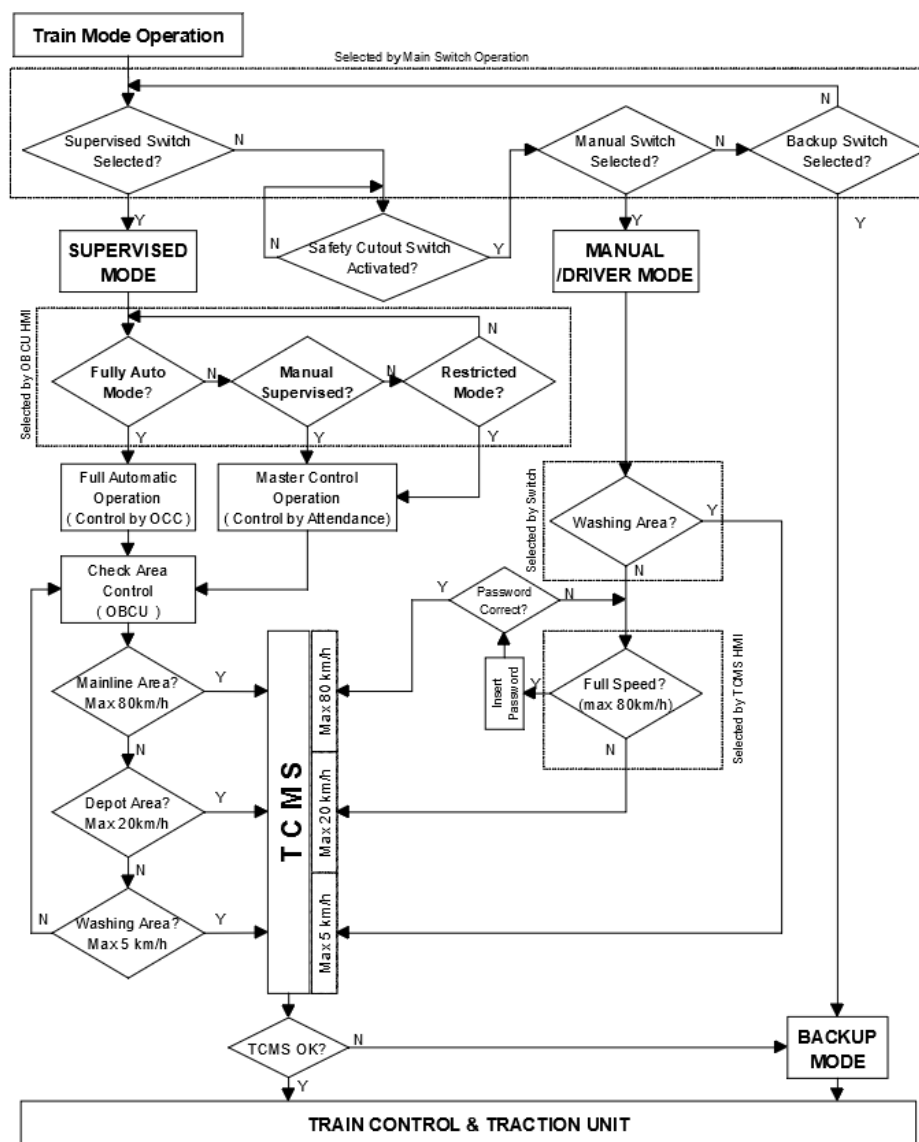 Train Mode Operation
Selected by Main Switch Operation
Supervised Switch
Selected?
N
Y
Safety Cutout Switch
Activated?
N
Y
Manual Switch
Selected?
N
Y
Backup Switch
Selected?
N
Y
SUPERVISED
MODE
MANUAL
/DRIVER MODE
Selected by OBCU HMI
Fully Auto
Mode?
N
Y
Manual
Supervised?
N
Y
Restricted
Mode?
N
Y
Full Automatic
Operation
( Control by OCC)
Master Control
Operation
( Control by Attendance)
Selected by Switch
Washing Area?
Y
N
Check Area
Control
( OBCU )
Password
Correct?
Y
N
Insert
Password
Selected by TCMS HMI
Full Speed?
(max 80km/h)
Y
N
Mainline Area?
Max 80km/h
Y
N
Depot Area?
Max 20km/h
Y
N
Washing Area?
Max 5 km/h
Y
N
TCMS
Max 80 km/h
Max 20 km/h
Max 5 km/h
TCMS OK?
N
Y
BACKUP
MODE
TRAIN CONTROL & TRACTION UNIT